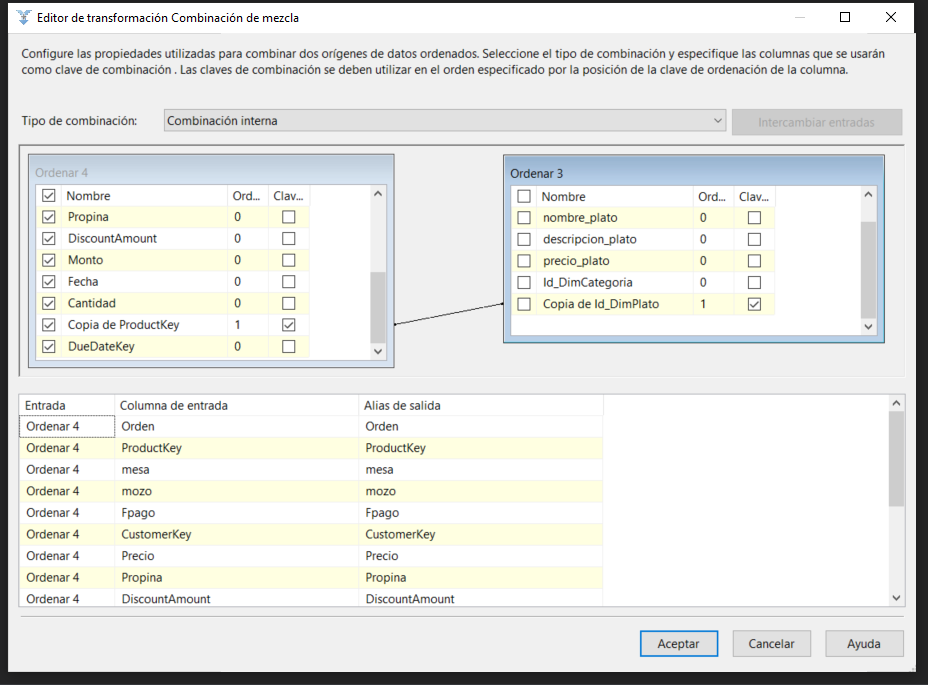 Editor de transformación Combinación de mezcla
Configure las propiedades utilizadas para combinar dos orígenes de datos ordenados. Seleccione el tipo de combinación y especifique las columnas que se usarán
como clave de combinación . Las claves de combinación se deben utilizar en el orden especificado por la posición de la clave de ordenación de la columna.
Tipo de combinación: Combinación interna Intercambiar entradas
Ordenar 4
Nombre Ord... Clav...
Propina 0
DiscountAmount 0
Monto 0
Fecha 0
Cantidad 0
Copia de ProductKey 1
DueDateKey 0
Ordenar 3
Nombre Ord... Clav...
nombre_plato 0
descripcion_plato 0
precio_plato 0
Id_DimCategoria 0
Copia de Id_DimPlato 1
Entrada Columna de entrada Alias de salida
Ordenar 4 Orden Orden
Ordenar 4 ProductKey ProductKey
Ordenar 4 mesa mesa
Ordenar 4 mozo mozo
Ordenar 4 Fpago Fpago
Ordenar 4 CustomerKey CustomerKey
Ordenar 4 Precio Precio
Ordenar 4 Propina Propina
Ordenar 4 DiscountAmount DiscountAmount
Aceptar Cancelar Ayuda